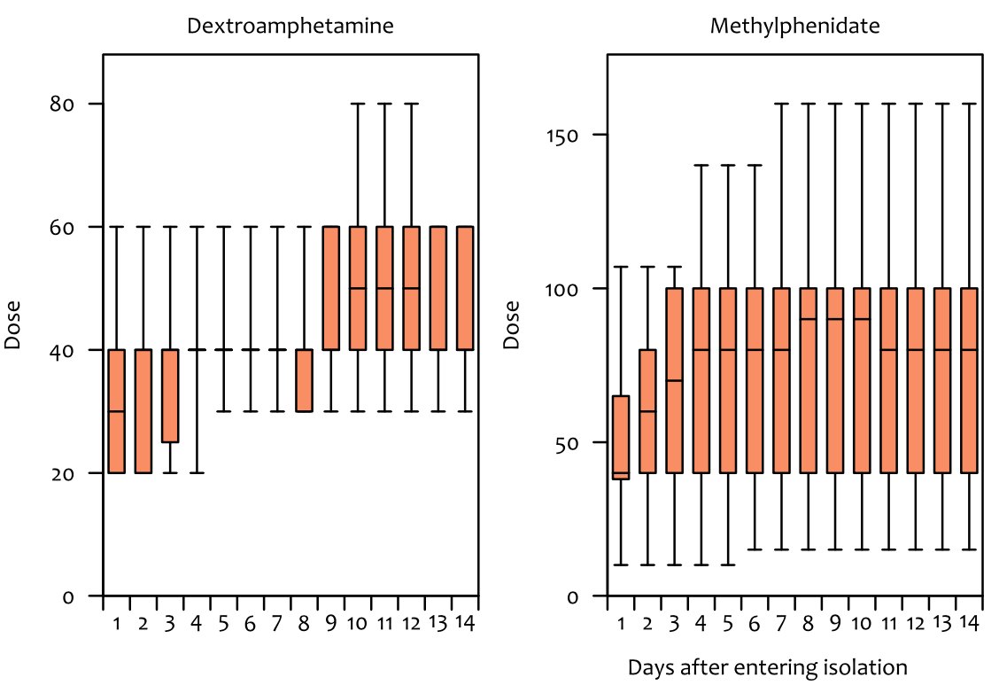 Dextroamphetamine
Dose
80
60
40
20
0
1 2 3 4 5 6 7 8 9 10 11 12 13 14
Methylphenidate
Dose
150
100
50
0
1 2 3 4 5 6 7 8 9 10 11 12 13 14
Days after entering isolation